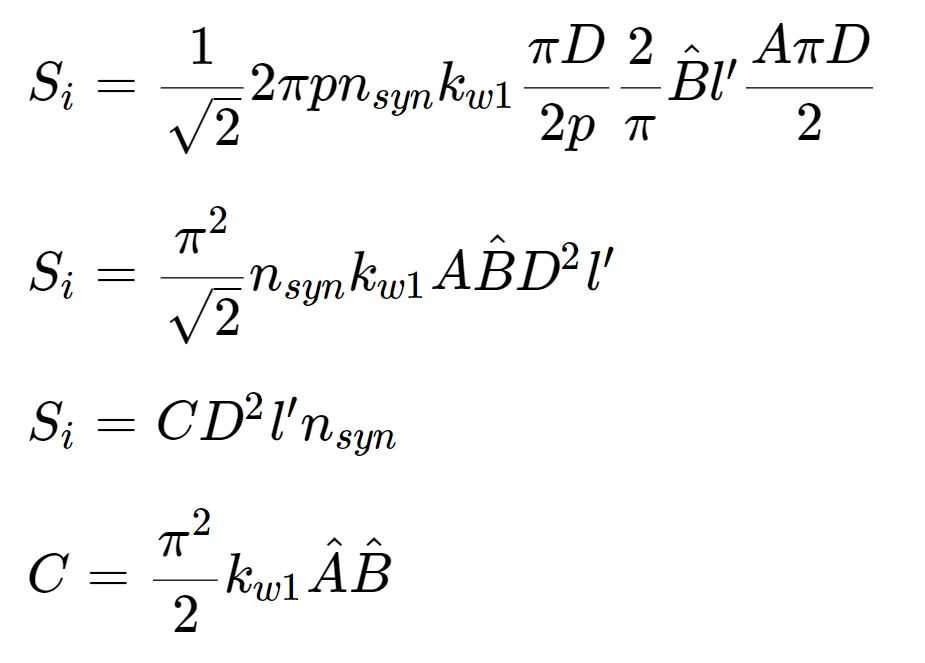 $S_i = \frac{1}{\sqrt{2}} 2\pi p n_{syn} k_{w1} \frac{\pi D}{2p} \frac{2}{\pi} \hat{B} l' \frac{A \pi D}{2}$
$S_i = \frac{\pi^2}{\sqrt{2}} n_{syn} k_{w1} A \hat{B} D^2 l'$
$S_i = C D^2 l' n_{syn}$
$C = \frac{\pi^2}{2} k_{w1} \hat{A} \hat{B}$